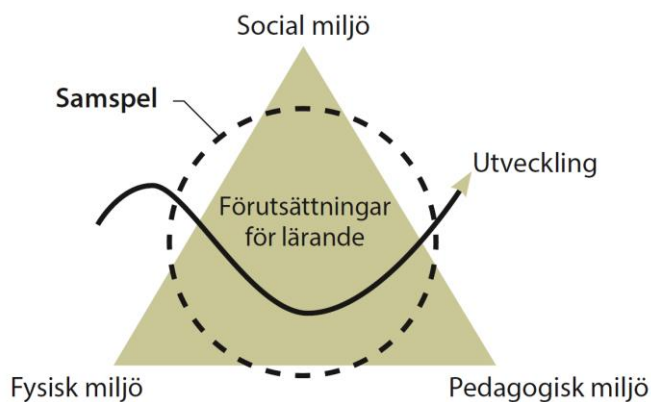 Social miljö
Samspel
Utveckling
Förutsättningar
för lärande
Fysisk miljö
Pedagogisk miljö